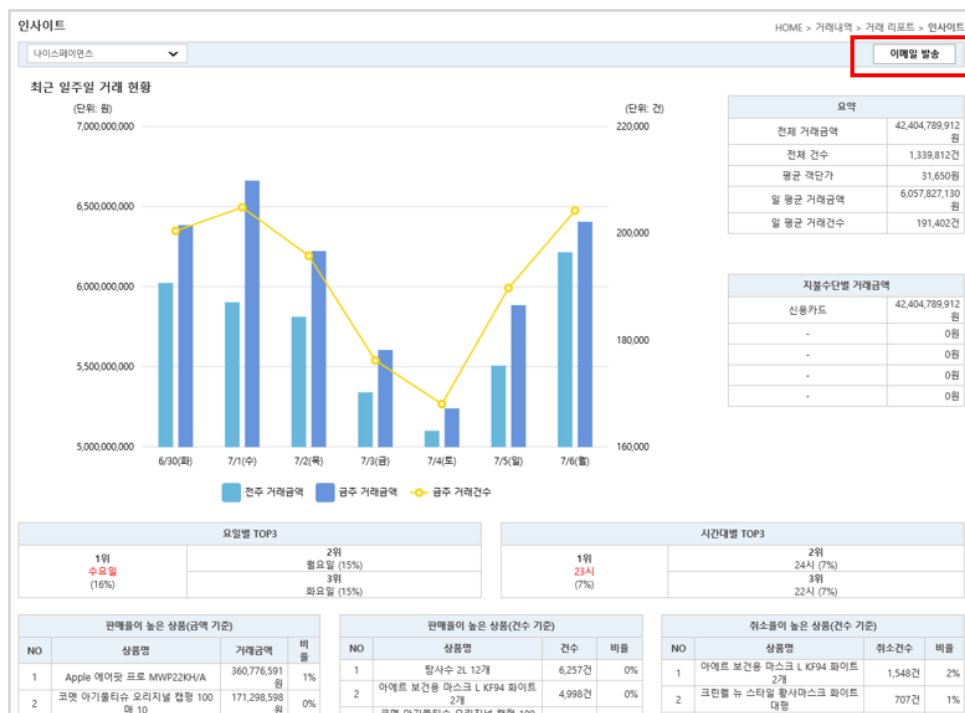 인사이트
HOME > 거래내역 > 거래 리포트 > 인사이트
나이스페이먼츠
이메일 발송
최근 일주일 거래 현황
(단위: 원)
(단위: 건)
7,000,000,000
6,500,000,000
6,000,000,000
5,500,000,000
5,000,000,000
220,000
200,000
180,000
160,000
6/30(화) 7/1(수) 7/2(목) 7/3(금) 7/4(토) 7/5(일) 7/6(월)
전주 거래금액 금주 거래금액 금주 거래건수
요약
전체 거래금액 42,404,789,912
원
전체 건수 1,339,812건
평균 객단가 31,650원
일 평균 거래금액 6,057,827,130
원
일 평균 거래건수 191,402건
지불수단별 거래금액
신용카드 42,404,789,912
원
- 0원
- 0원
- 0원
- 0원
요일별 TOP3
1위
수요일
(16%)
2위
월요일 (15%)
3위
화요일 (15%)
시간대별 TOP3
1위
23시
(7%)
2위
24시 (7%)
3위
22시 (7%)
판매율이 높은 상품(금액 기준)
NO 상품명 거래금액 비
율
1 Apple 에어팟 프로 MWP22KH/A 360,776,591
원 1%
2 코멧 아기물티슈 오리지널 캡형 100
매 10 171,298,598
원 0%
판매율이 높은 상품(건수 기준)
NO 상품명 건수 비율
1 탐사수 2L 12개 6,257건 0%
2 아에르 보건용 마스크 L KF94 화이트
2개 4,998건 0%
코멧 아기물티슈 오리지널 캡형 100
취소율이 높은 상품(건수 기준)
NO 상품명 취소건수 비율
1 아에르 보건용 마스크 L KF94 화이트
2개 1,548건 2%
2 크린웰 뉴 스타일 황사마스크 화이트
대형 707건 1%